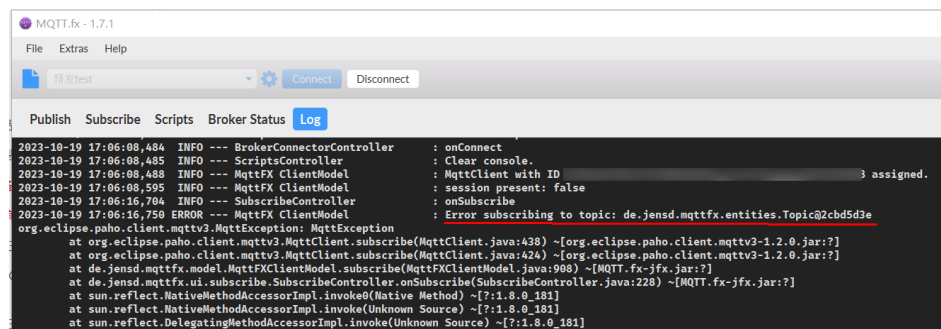 MQTT.fx - 1.7.1
File Extras Help
预发test Connect Disconnect
Publish Subscribe Scripts Broker Status Log
2023-10-19 17:06:08,484 INFO --- BrokerConnectorController : onConnect
2023-10-19 17:06:08,485 INFO --- ScriptsController : Clear console.
2023-10-19 17:06:08,488 INFO --- MqttFX ClientModel : MqttClient with ID 3 assigned.
2023-10-19 17:06:08,595 INFO --- MqttFX ClientModel : session present: false
2023-10-19 17:06:16,704 INFO --- SubscribeController : onSubscribe
2023-10-19 17:06:16,750 ERROR --- MqttFX ClientModel : Error subscribing to topic: de.jensd.mqttfx.entities.Topic@2cbd5d3e
org.eclipse.paho.client.mqttv3.MqttException: MqttException
at org.eclipse.paho.client.mqttv3.MqttClient.subscribe(MqttClient.java:438) ~[org.eclipse.paho.client.mqttv3-1.2.0.jar:?]
at org.eclipse.paho.client.mqttv3.MqttClient.subscribe(MqttClient.java:424) ~[org.eclipse.paho.client.mqttv3-1.2.0.jar:?]
at de.jensd.mqttfx.model.MqttFXClientModel.subscribe(MqttFXClientModel.java:908) ~[MQTT.fx-jfx.jar:?]
at de.jensd.mqttfx.ui.subscribe.SubscribeController.onSubscribe(SubscribeController.java:228) ~[MQTT.fx-jfx.jar:?]
at sun.reflect.NativeMethodAccessorImpl.invoke0(Native Method) ~[?:1.8.0_181]
at sun.reflect.NativeMethodAccessorImpl.invoke(Unknown Source) ~[?:1.8.0_181]
at sun.reflect.DelegatingMethodAccessorImpl.invoke(Unknown Source) ~[?:1.8.0_181]